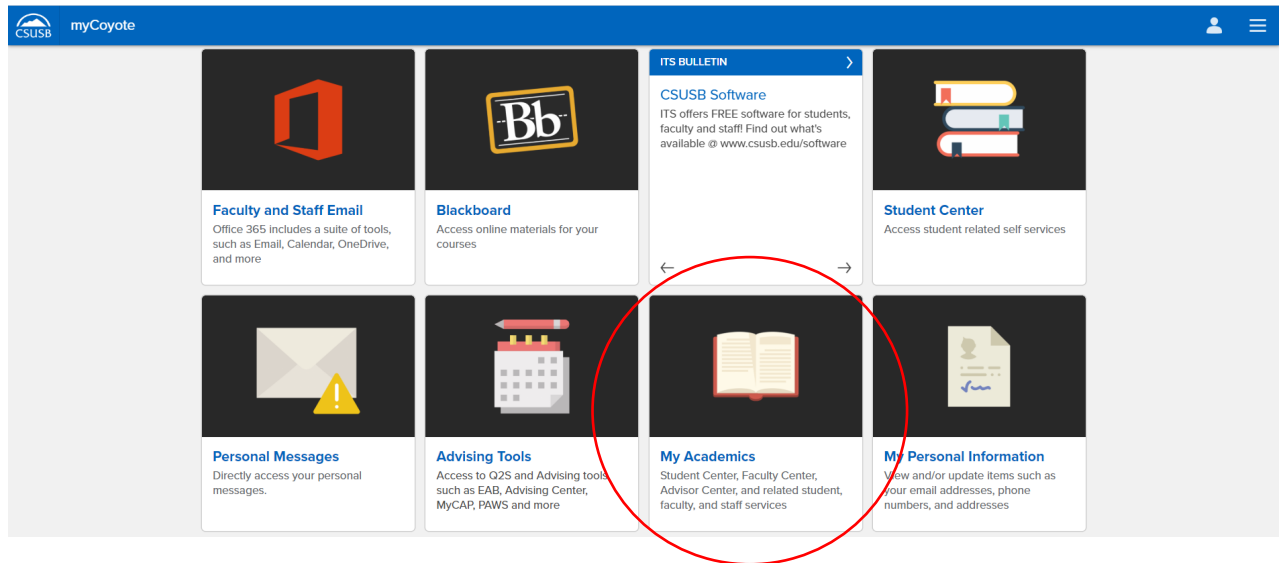 CSUSB
myCoyote
Bb
ITS BULLETIN
CSUSB Software
ITS offers FREE software for students,
faculty and staff! Find out what's
available @ www.csusb.edu/software
Faculty and Staff Email
Office 365 includes a suite of tools,
such as Email, Calendar, OneDrive,
and more
Blackboard
Access online materials for your
courses
Student Center
Access student related self services
Personal Messages
Directly access your personal
messages.
Advising Tools
Access to Q2S and Advising tools
such as EAB, Advising Center,
MyCAP, PAWS and more
My Academics
Student Center, Faculty Center,
Advisor Center, and related student,
faculty, and staff services
My Personal Information
View and/or update items such as
your email addresses, phone
numbers, and addresses